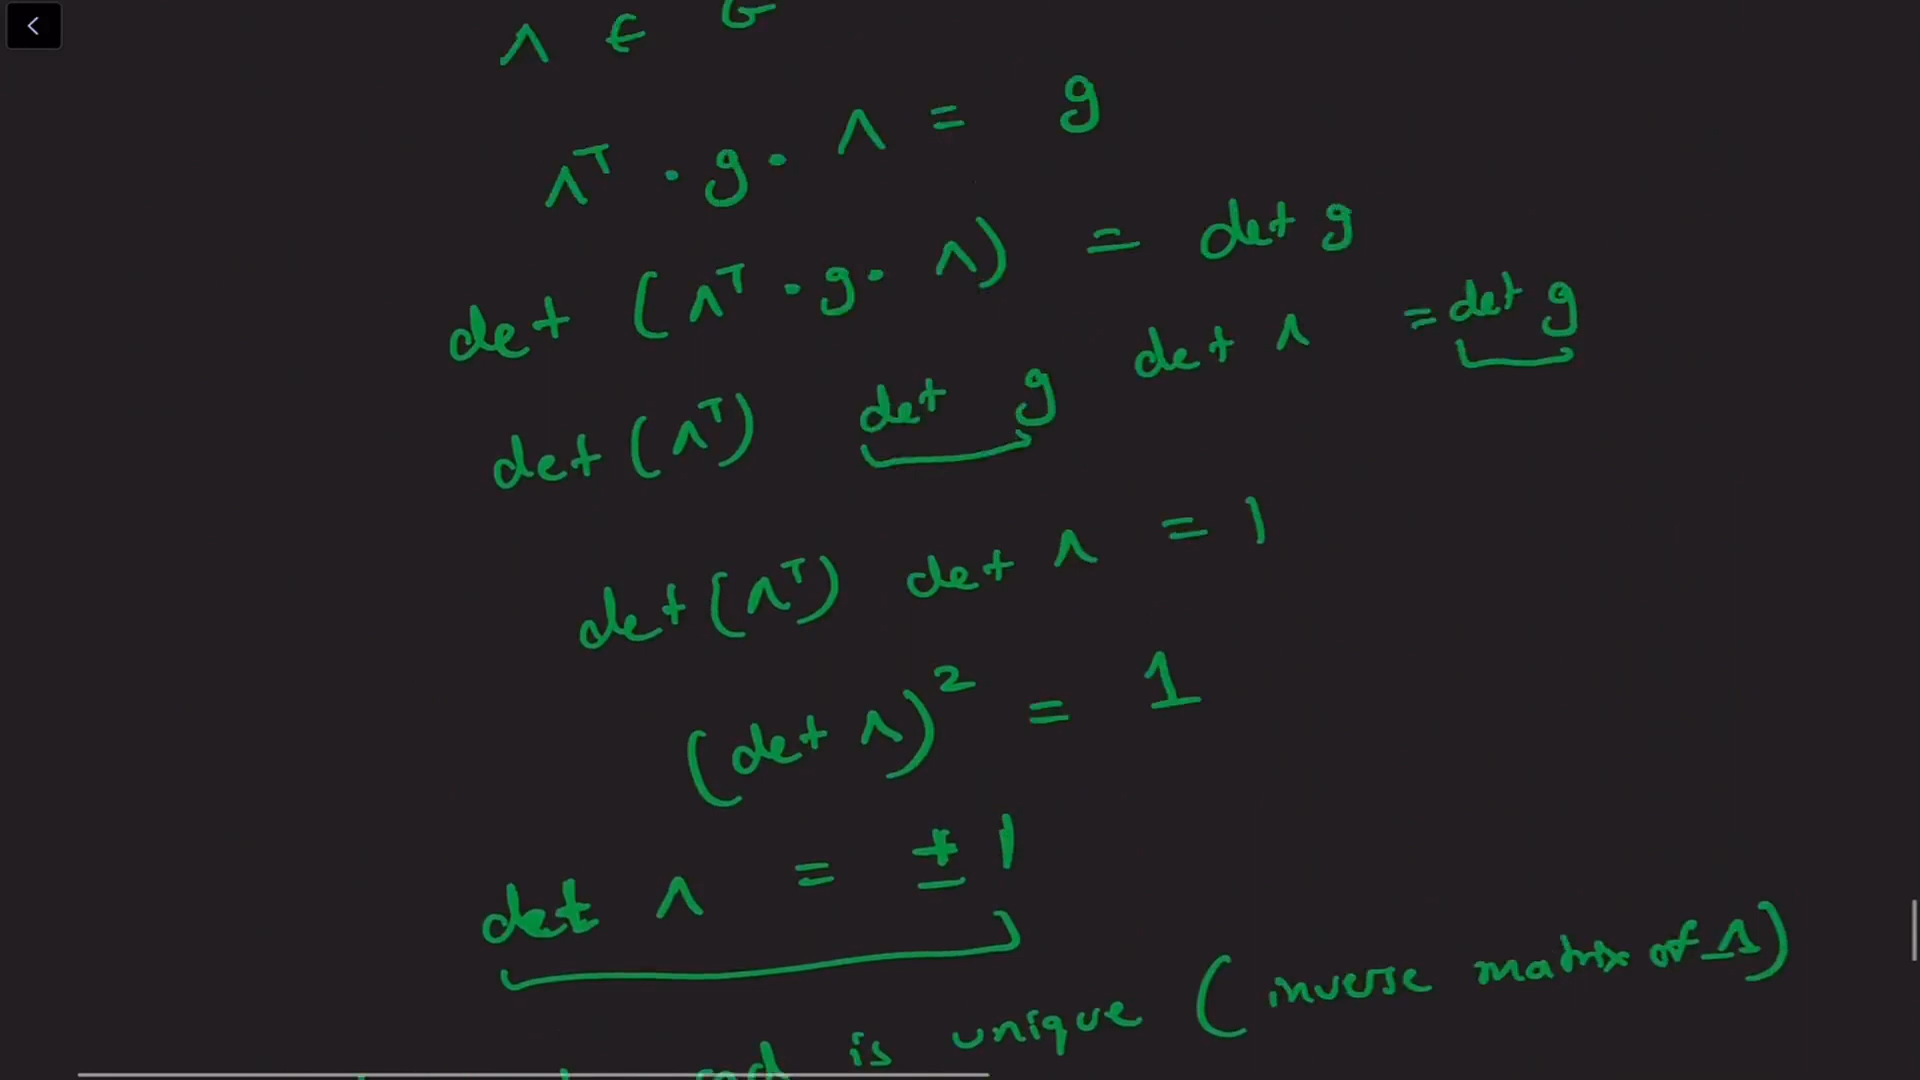 Λ ∈ G
Λᵀ · g · Λ = g
det (Λᵀ · g · Λ) = det g
det (Λᵀ) det g det Λ = det g
det (Λᵀ) det Λ = 1
(det Λ)² = 1
det Λ = ± 1
is unique (inverse matrix of Λ)